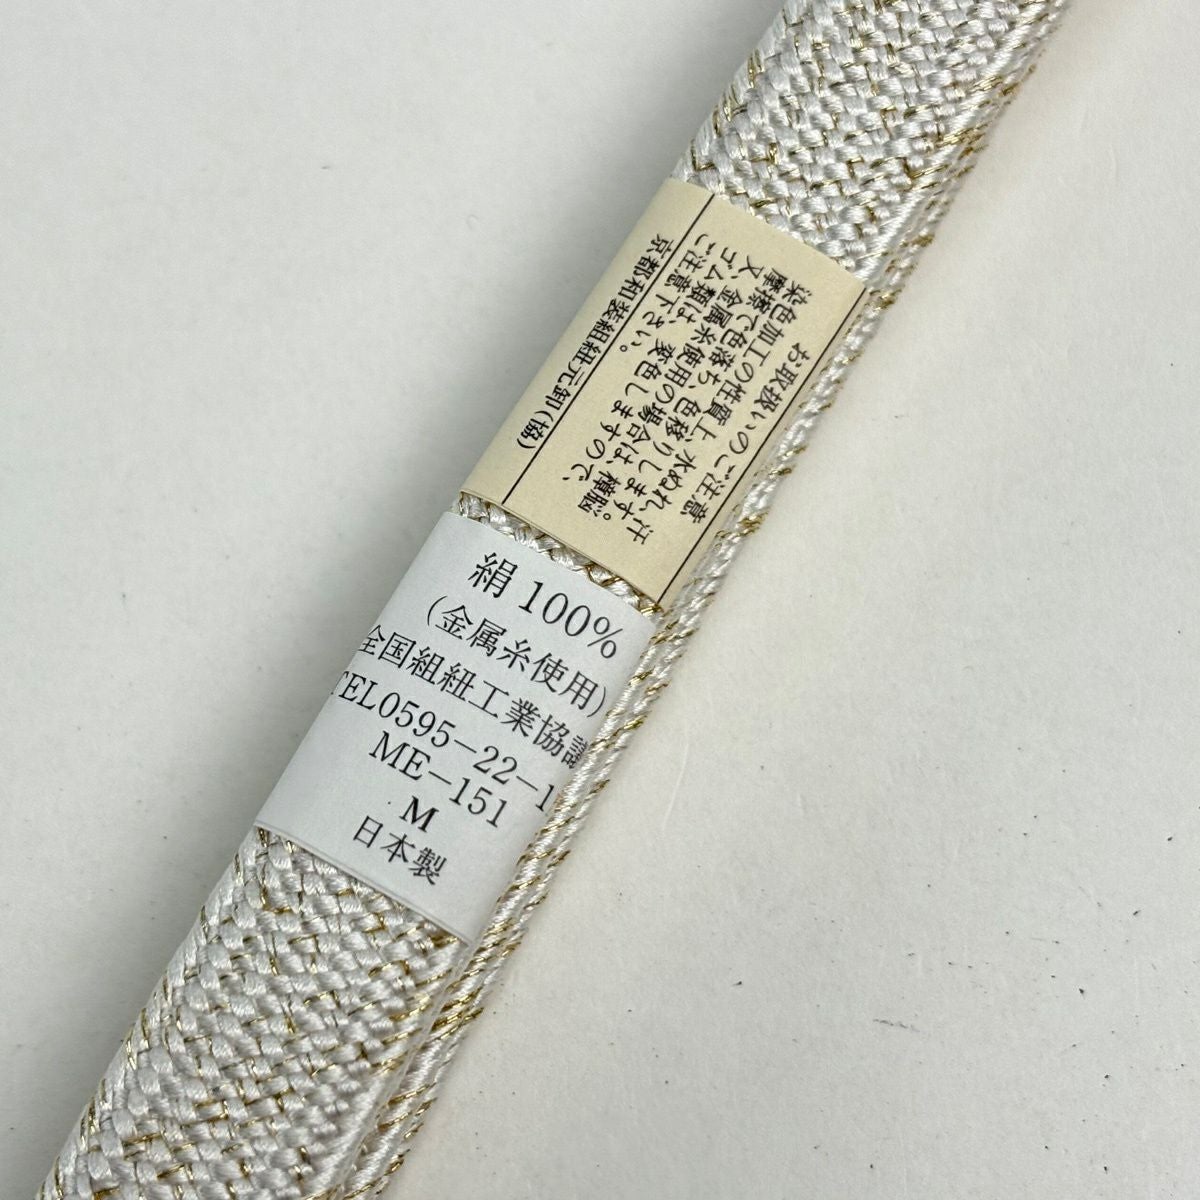 お取扱いのご注意
染色加工の性質上、水ぬれ、汗
摩擦で色落ち、色移りします。
又、金属糸使用の場合は、樟脳
ゴム類は、変色しますので、
ご注意下さい。
京都和装組紐元卸(協)
絹100%
(金属糸使用)
全国組紐工業協議
TEL0595-22-1
ME-151
M
日本製